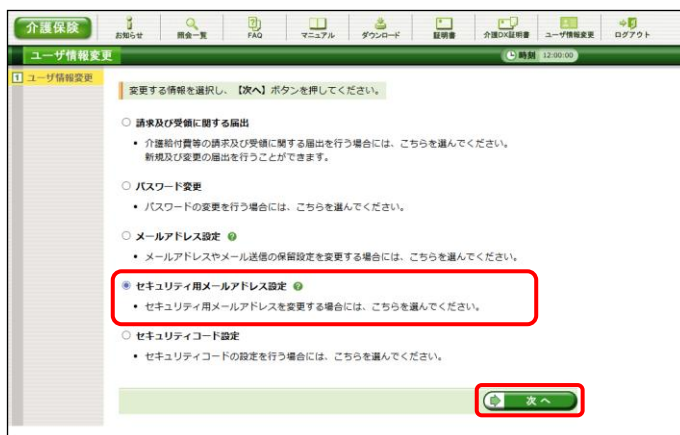 介護保険
お知らせ
照会一覧
FAQ
マニュアル
ダウンロード
証明書
介護DX証明書
ユーザ情報変更
ログアウト
ユーザ情報変更
時刻 12:00:00
1 ユーザ情報変更
変更する情報を選択し、【次へ】ボタンを押してください。
請求及び受領に関する届出
・ 介護給付費等の請求及び受領に関する届出を行う場合には、こちらを選んでください。
新規及び変更の届出を行うことができます。
パスワード変更
・ パスワードの変更を行う場合には、こちらを選んでください。
メールアドレス設定 ?
・ メールアドレスやメール送信の保留設定を変更する場合には、こちらを選んでください。
セキュリティ用メールアドレス設定 ?
・ セキュリティ用メールアドレスを変更する場合には、こちらを選んでください。
セキュリティコード設定
・ セキュリティコードの設定を行う場合には、こちらを選んでください。
次へ